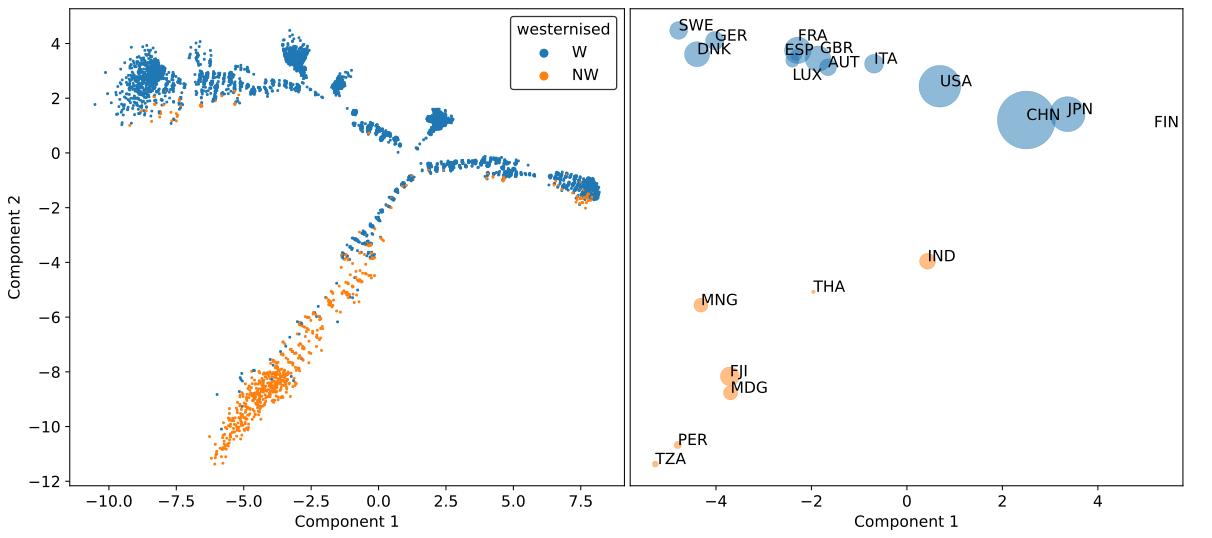 westernised
W
NW
4
2
0
−2
−4
−6
−8
−10
−12
Component 2
−10.0 −7.5 −5.0 −2.5 0.0 2.5 5.0 7.5
Component 1
SWE
GER
DNK
FRA
ESP
GBR
LUX
AUT
ITA
USA
CHN
JPN
FIN
IND
THA
MNG
FJI
MDG
PER
TZA
−4 −2 0 2 4
Component 1